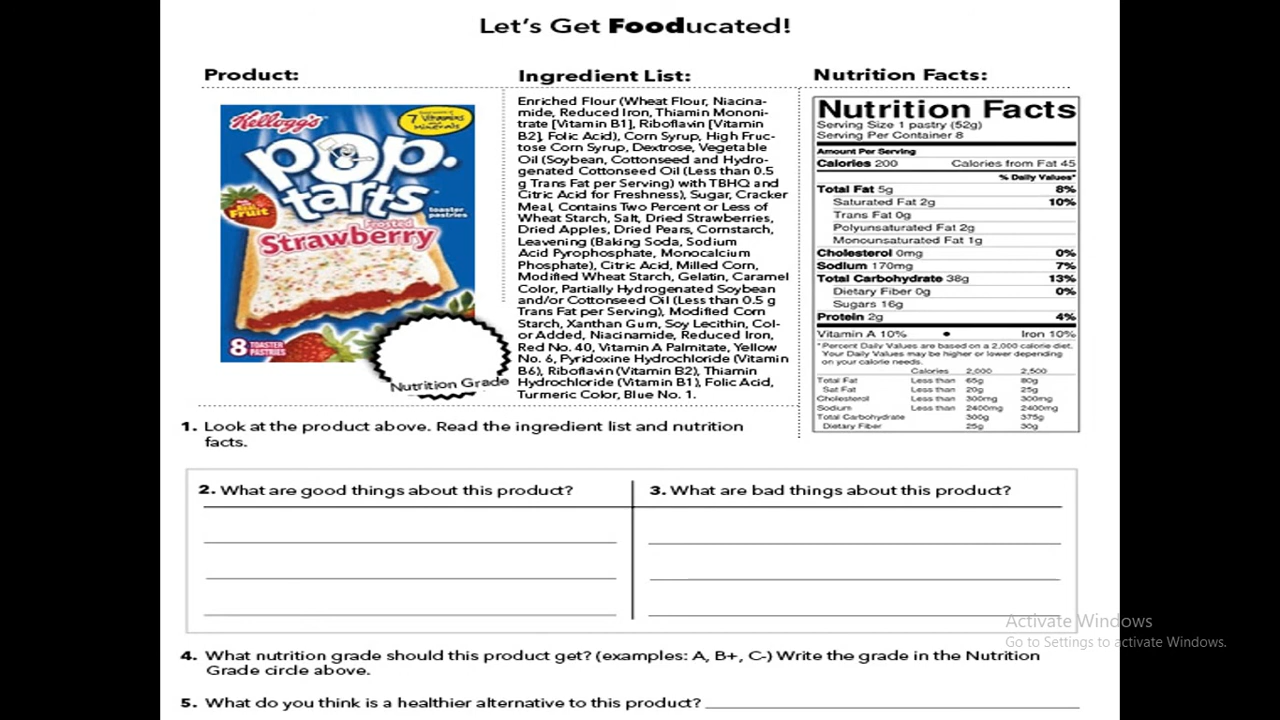 Let's Get Fooducated!
Product:
Kellogg's
7 Vitamins
and
Minerals
pop.
tarts
toaster
pastries
Real
Fruit
Frosted
Strawberry
8 TOASTER
PASTRIES
Nutrition Grade
Ingredient List:
Enriched Flour (Wheat Flour, Niacina-
mide, Reduced Iron, Thiamin Mononi-
trate [Vitamin B1], Riboflavin [Vitamin
B2], Folic Acid), Corn Syrup, High Fruc-
tose Corn Syrup, Dextrose, Vegetable
Oil (Soybean, Cottonseed and Hydro-
genated Cottonseed Oil (Less than 0.5
g Trans Fat per Serving) with TBHQ and
Citric Acid for Freshness), Sugar, Cracker
Meal, Contains Two Percent or Less of
Wheat Starch, Salt, Dried Strawberries,
Dried Apples, Dried Pears, Cornstarch,
Leavening (Baking Soda, Sodium
Acid Pyrophosphate, Monocalcium
Phosphate), Citric Acid, Milled Corn,
Modified Wheat Starch, Gelatin, Caramel
Color, Partially Hydrogenated Soybean
and/or Cottonseed Oil (Less than 0.5 g
Trans Fat per Serving), Modified Corn
Starch, Xanthan Gum, Soy Lecithin, Col-
or Added, Niacinamide, Reduced Iron,
Red No. 40, Vitamin A Palmitate, Yellow
No. 6, Pyridoxine Hydrochloride (Vitamin
B6), Riboflavin (Vitamin B2), Thiamin
Hydrochloride (Vitamin B1), Folic Acid,
Turmeric Color, Blue No. 1.
Nutrition Facts:
Nutrition Facts
Serving Size 1 pastry (52g)
Serving Per Container 8
Amount Per Serving
Calories 200 Calories from Fat 45
% Daily Values*
Total Fat 5g 8%
Saturated Fat 2g 10%
Trans Fat 0g
Polyunsaturated Fat 2g
Monounsaturated Fat 1g
Cholesterol 0mg 0%
Sodium 170mg 7%
Total Carbohydrate 38g 13%
Dietary Fiber 0g 0%
Sugars 16g
Protein 2g 4%
Vitamin A 10% • Iron 10%
*Percent Daily Values are based on a 2,000 calorie diet.
Your Daily Values may be higher or lower depending
on your calorie needs.
Calories 2,000 2,500
Total Fat Less than 65g 80g
Sat Fat Less than 20g 25g
Cholesterol Less than 300mg 300mg
Sodium Less than 2400mg 2400mg
Total Carbohydrate 300g 375g
Dietary Fiber 25g 30g
1. Look at the product above. Read the ingredient list and nutrition
facts.
2. What are good things about this product?
3. What are bad things about this product?
4. What nutrition grade should this product get? (examples: A, B+, C-) Write the grade in the Nutrition
Grade circle above.
5. What do you think is a healthier alternative to this product?
Activate Windows
Go to Settings to activate Windows.